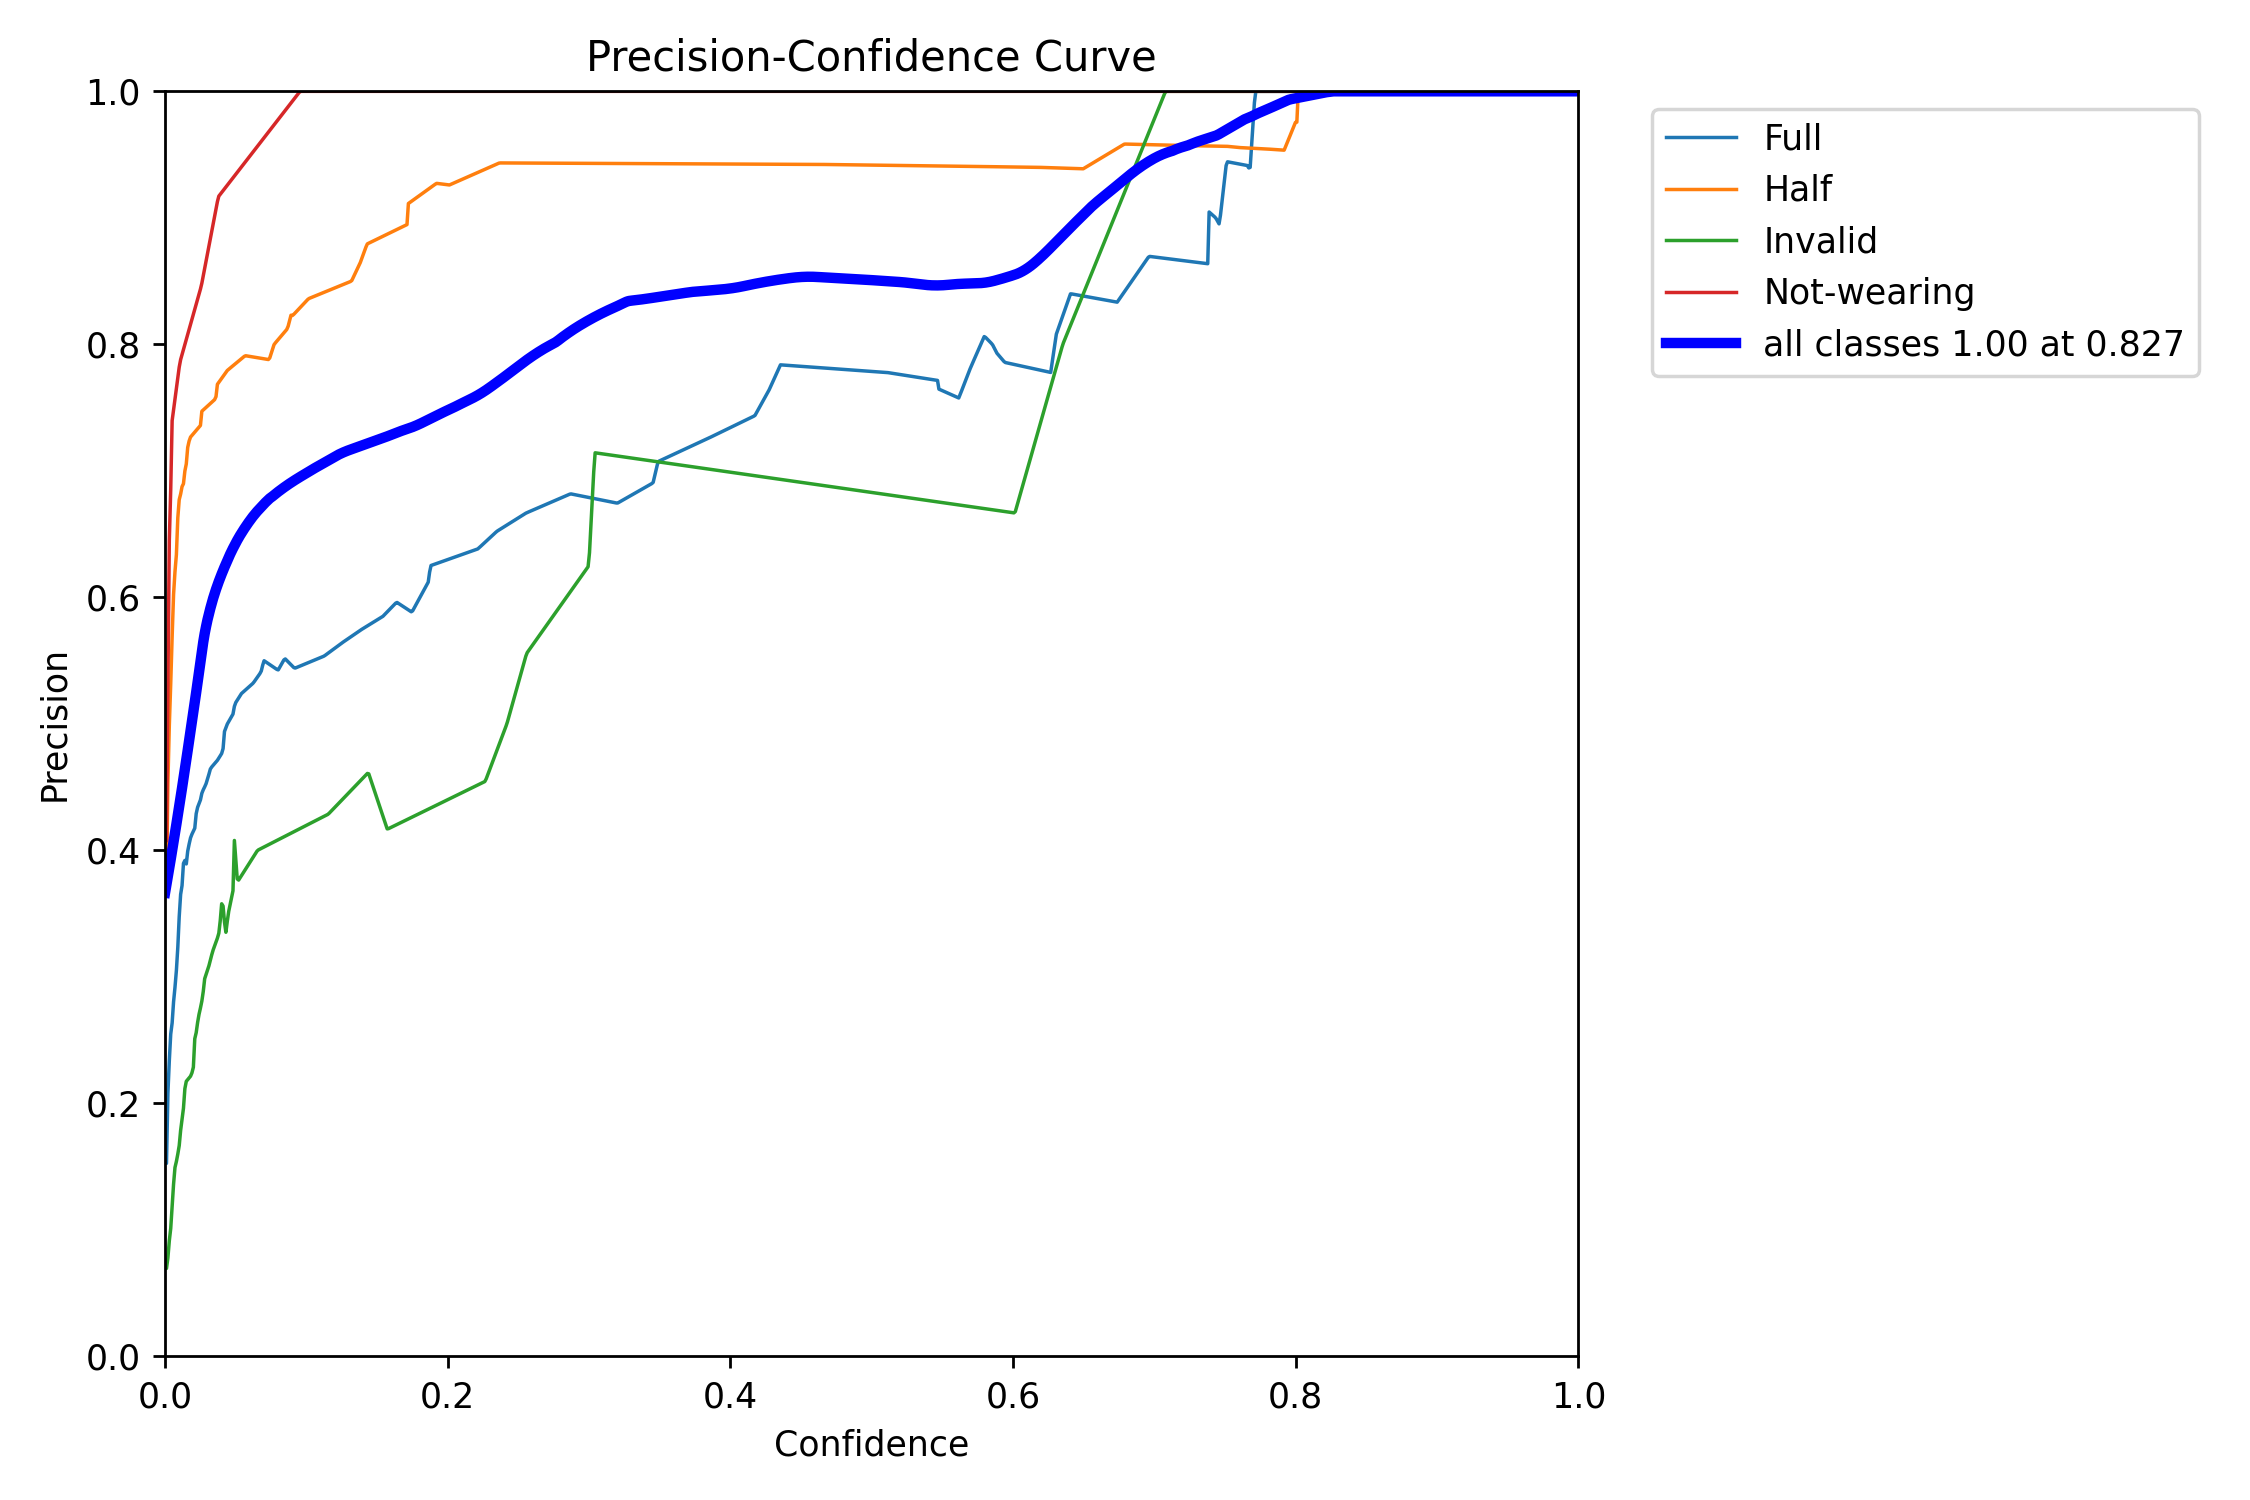 Precision-Confidence Curve
1.0
0.8
0.6
0.4
0.2
0.0
Precision
0.0 0.2 0.4 0.6 0.8 1.0
Confidence
Full
Half
Invalid
Not-wearing
all classes 1.00 at 0.827